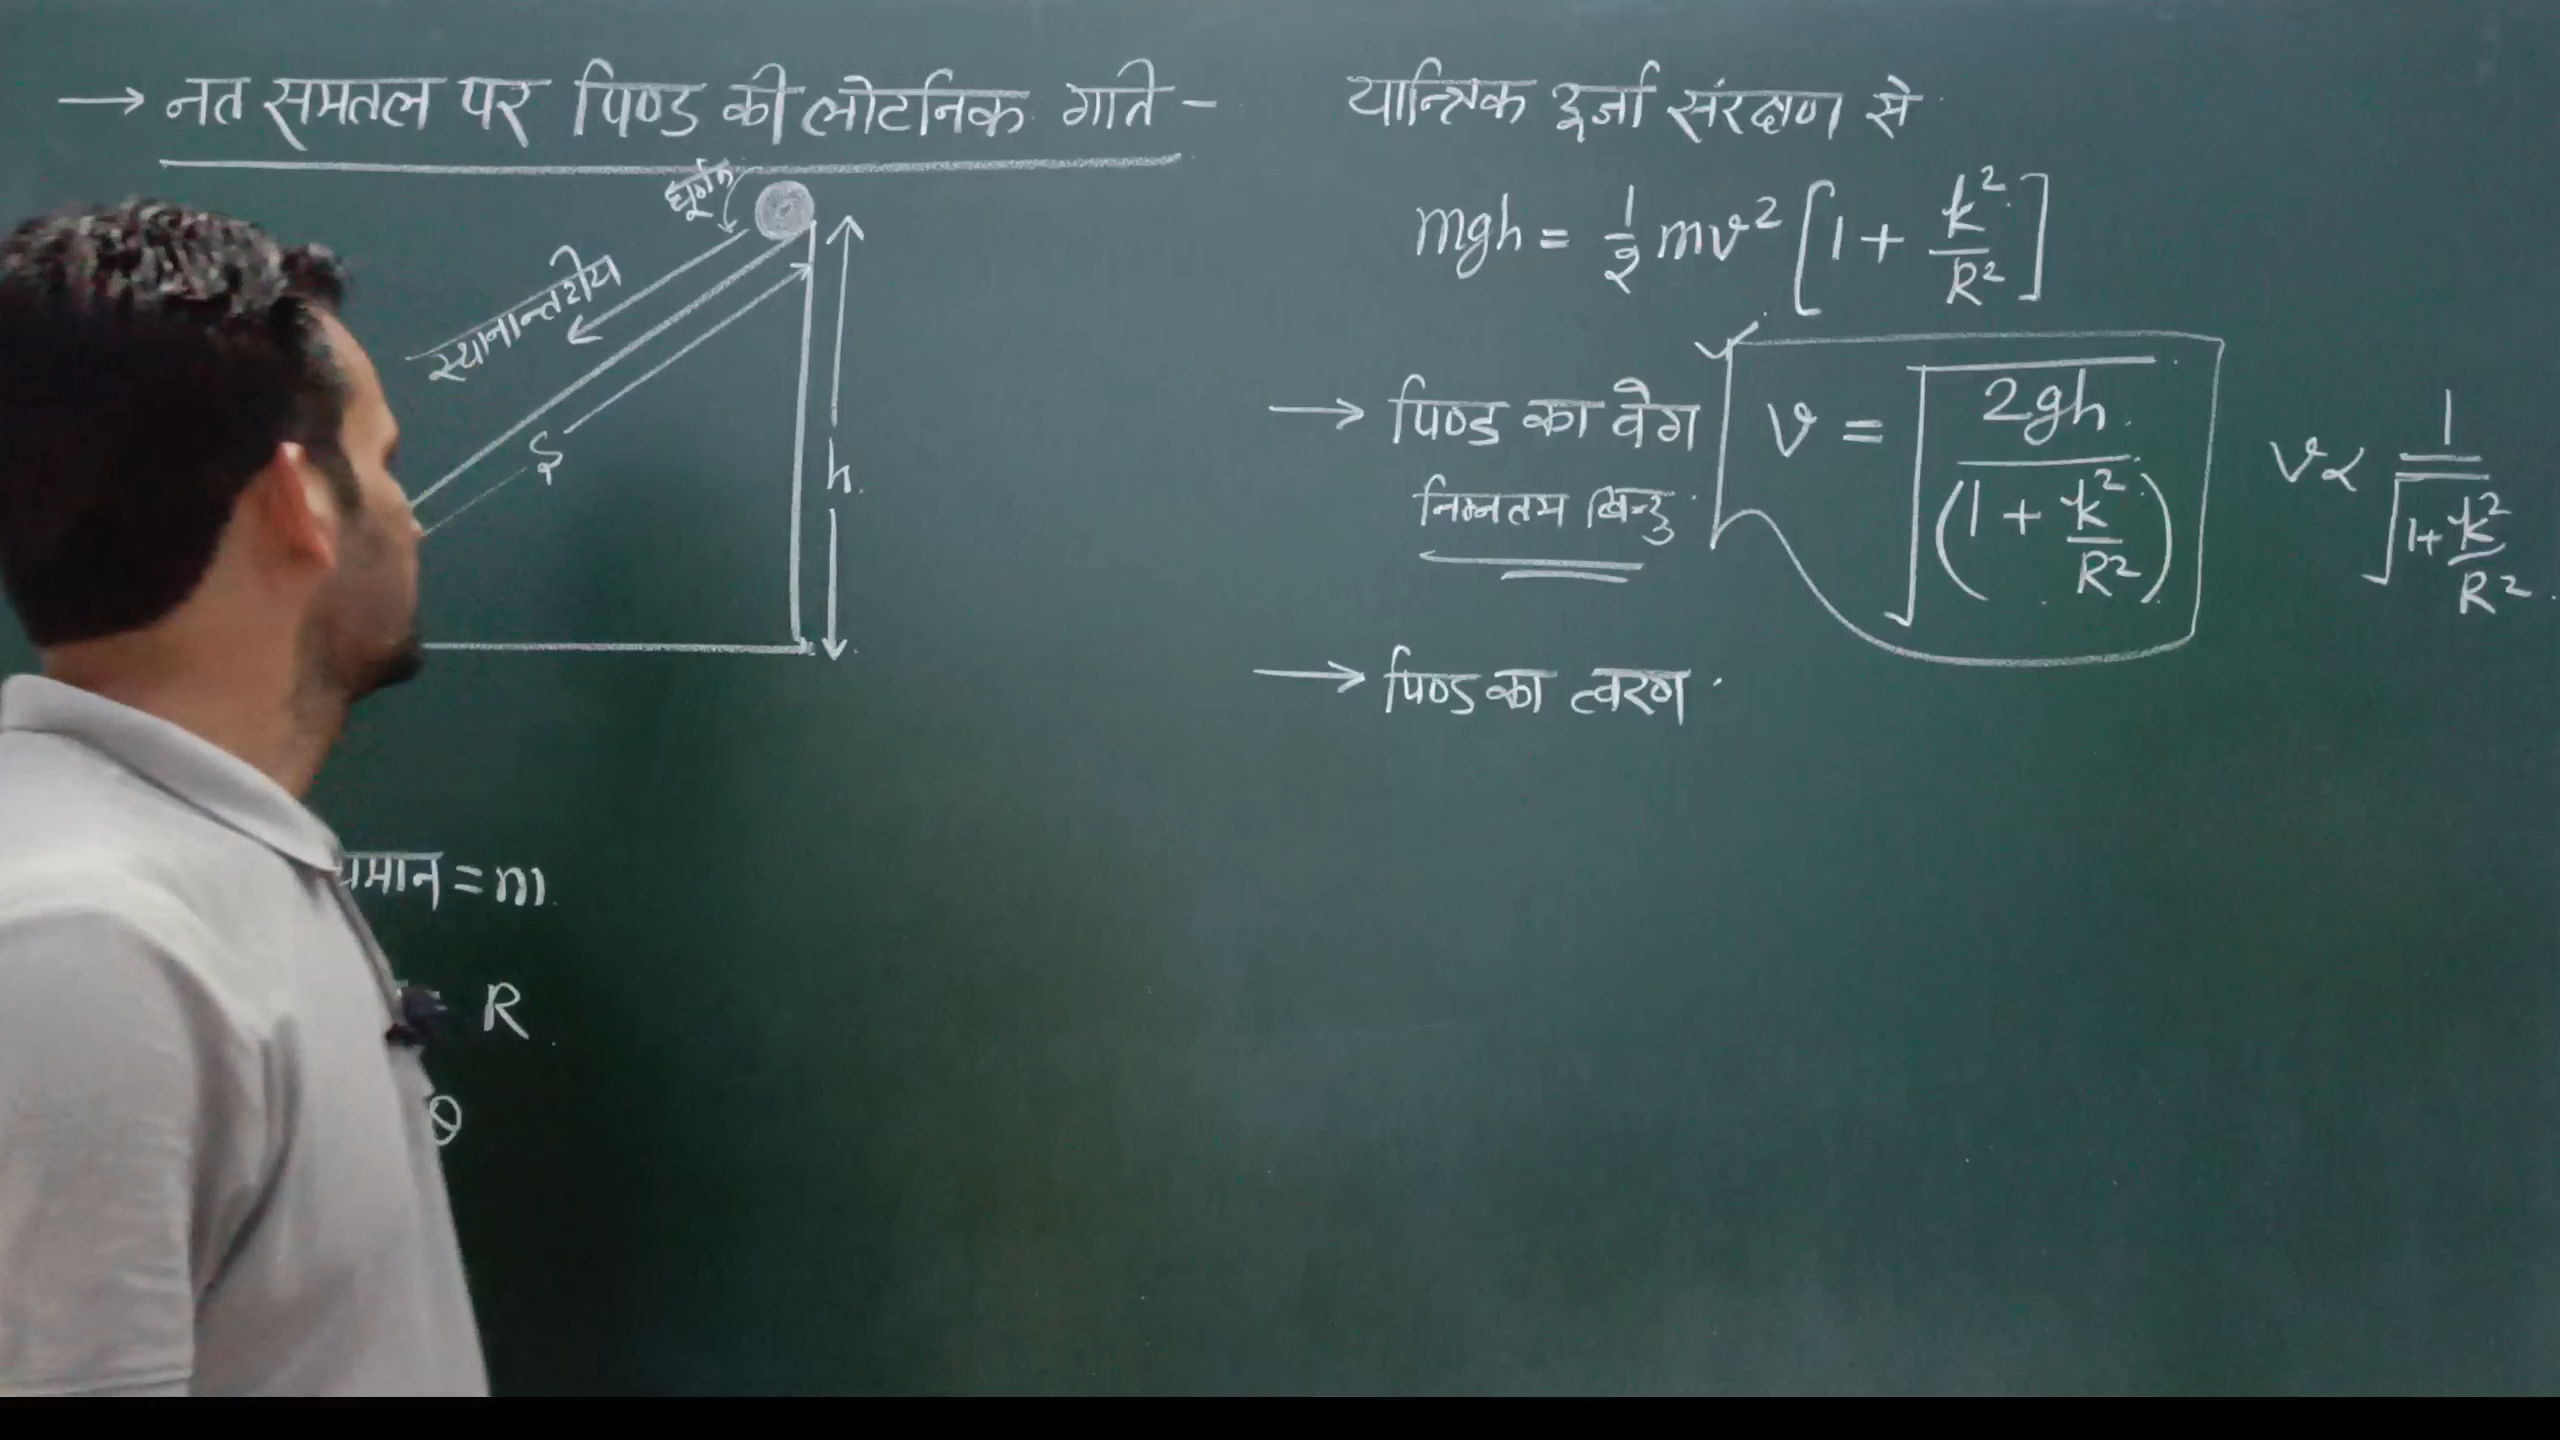 → नत समतल पर पिण्ड की लोटनिक गति -
घूर्णन
स्थानान्तरीय
S
h
यमान = m
= R
θ
यान्त्रिक ऊर्जा संरक्षण से
mgh = 1/2 mv² [1 + k²/R²]
→ पिण्ड का वेग v = √(2gh/(1 + k²/R²)) v ∝ 1/√(1 + k²/R²)
निम्नतम बिन्दु
→ पिण्ड का त्वरण